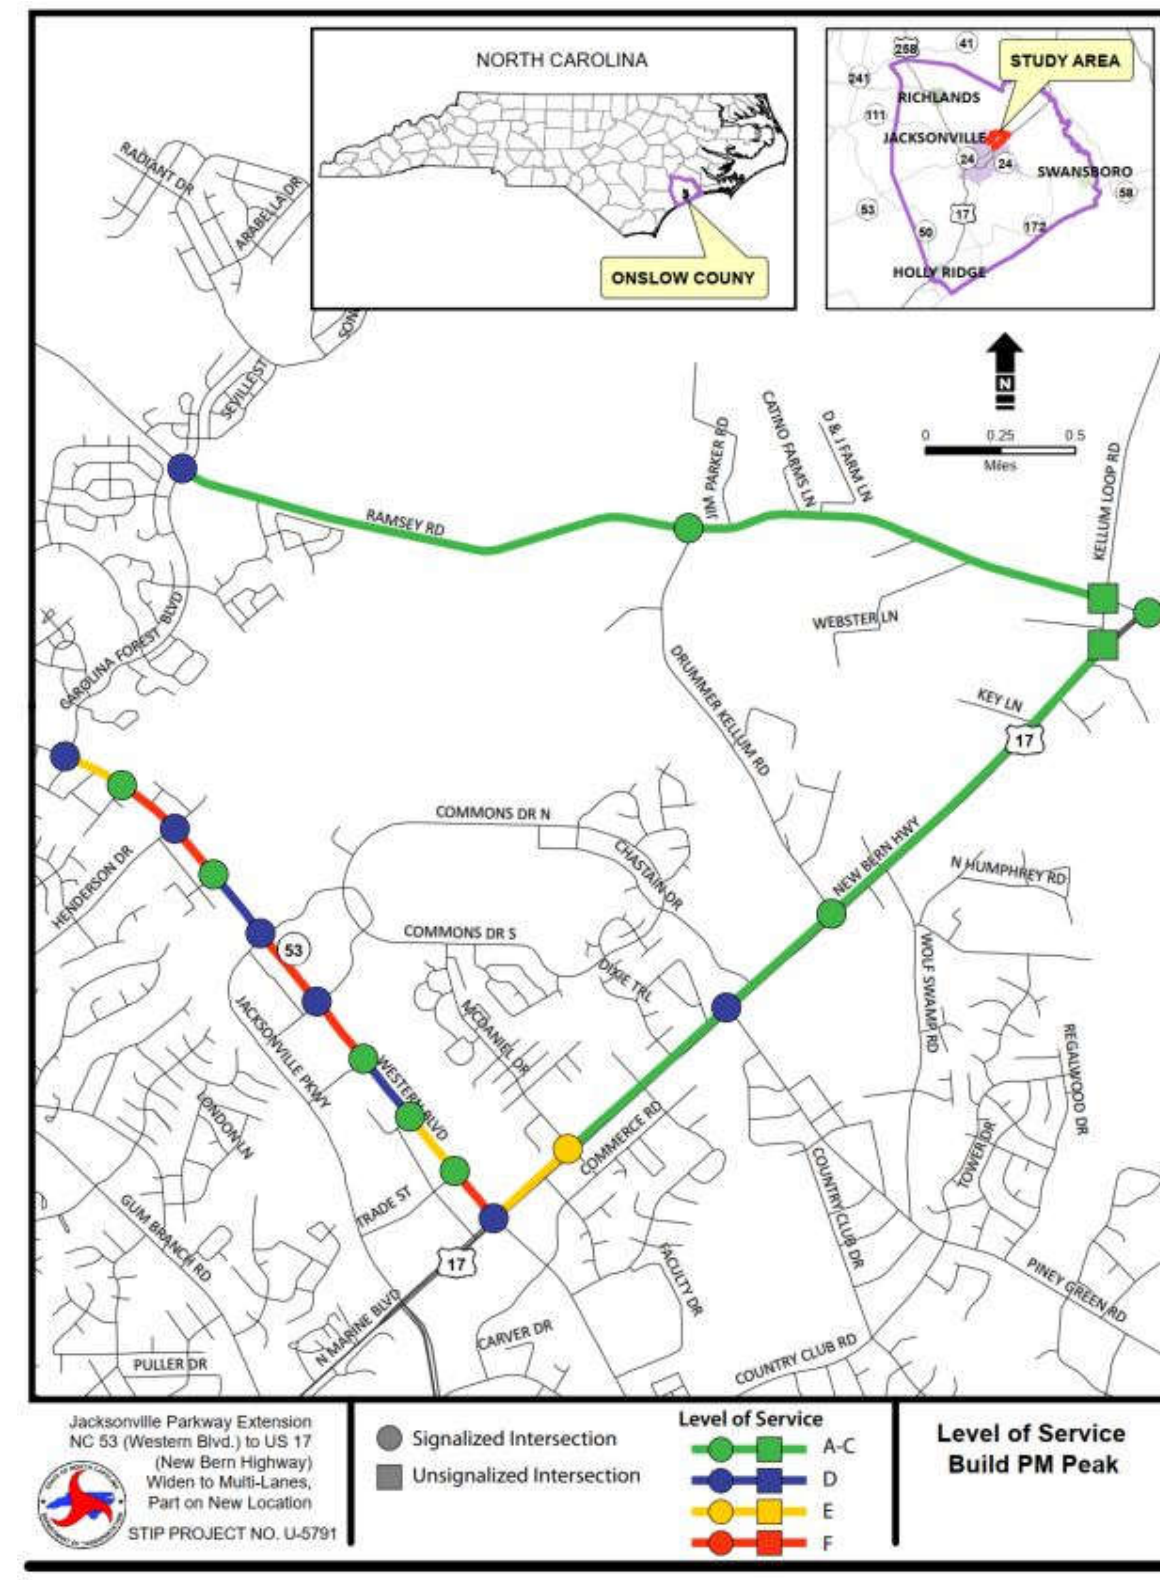 NORTH CAROLINA
ONSLOW COUNY
258
41
STUDY AREA
241
RICHLANDS
111
JACKSONVILLE
24
24
SWANSBORO
58
53
17
50
172
HOLLY RIDGE
RADIANT DR
ARABELLA DR
SEVILLE ST
N
0 0.25 0.5
Miles
JIM PARKER RD
CATINO FARMS LN
D & J FARM LN
KELLUM LOOP RD
RAMSEY RD
WEBSTER LN
CAROLINA FOREST BLVD
DRUMMER KELLUM RD
KEY LN
17
COMMONS DR N
CHASTAIN DR
NEW BERN HWY
N HUMPHREY RD
HENDERSON DR
53
COMMONS DR S
DIXIE TRL
WOLF SWAMP RD
MCDANIEL DR
JACKSONVILLE PKWY
WESTERN BLVD
REGALWOOD DR
LONDON LN
COMMERCE RD
TOWER DR
COUNTRY CLUB DR
TRADE ST
GUM BRANCH RD
17
FACULTY DR
PINEY GREEN RD
N MARINE BLVD
CARVER DR
PULLER DR
COUNTRY CLUB RD
Jacksonville Parkway Extension
NC 53 (Western Blvd.) to US 17
(New Bern Highway)
Widen to Multi-Lanes,
Part on New Location
STIP PROJECT NO. U-5791
Signalized Intersection
Unsignalized Intersection
Level of Service
A-C
D
E
F
Level of Service
Build PM Peak